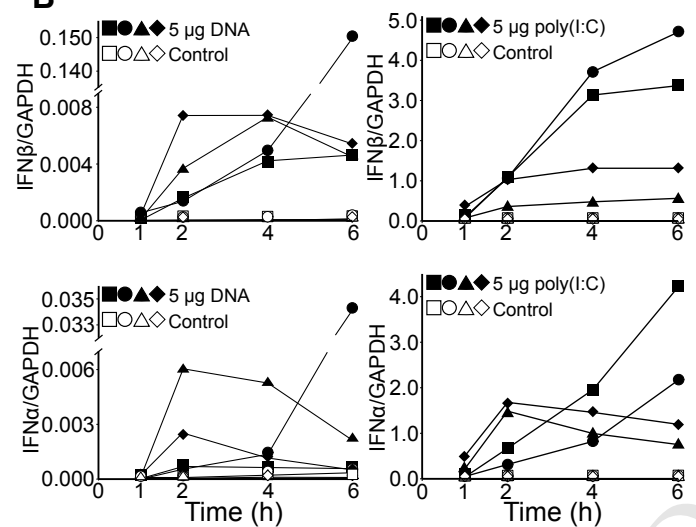 B
5 µg DNA
Control
IFNβ/GAPDH
0.150
0.140
0.008
0.004
0.000
0 1 2 4 6
5 µg poly(I:C)
Control
IFNβ/GAPDH
5.0
4.0
3.0
2.0
1.0
0.0
0 1 2 4 6
5 µg DNA
Control
IFNα/GAPDH
0.035
0.033
0.006
0.003
0.000
0 1 2 4 6
Time (h)
5 µg poly(I:C)
Control
IFNα/GAPDH
4.0
3.0
2.0
1.0
0.0
0 1 2 4 6
Time (h)